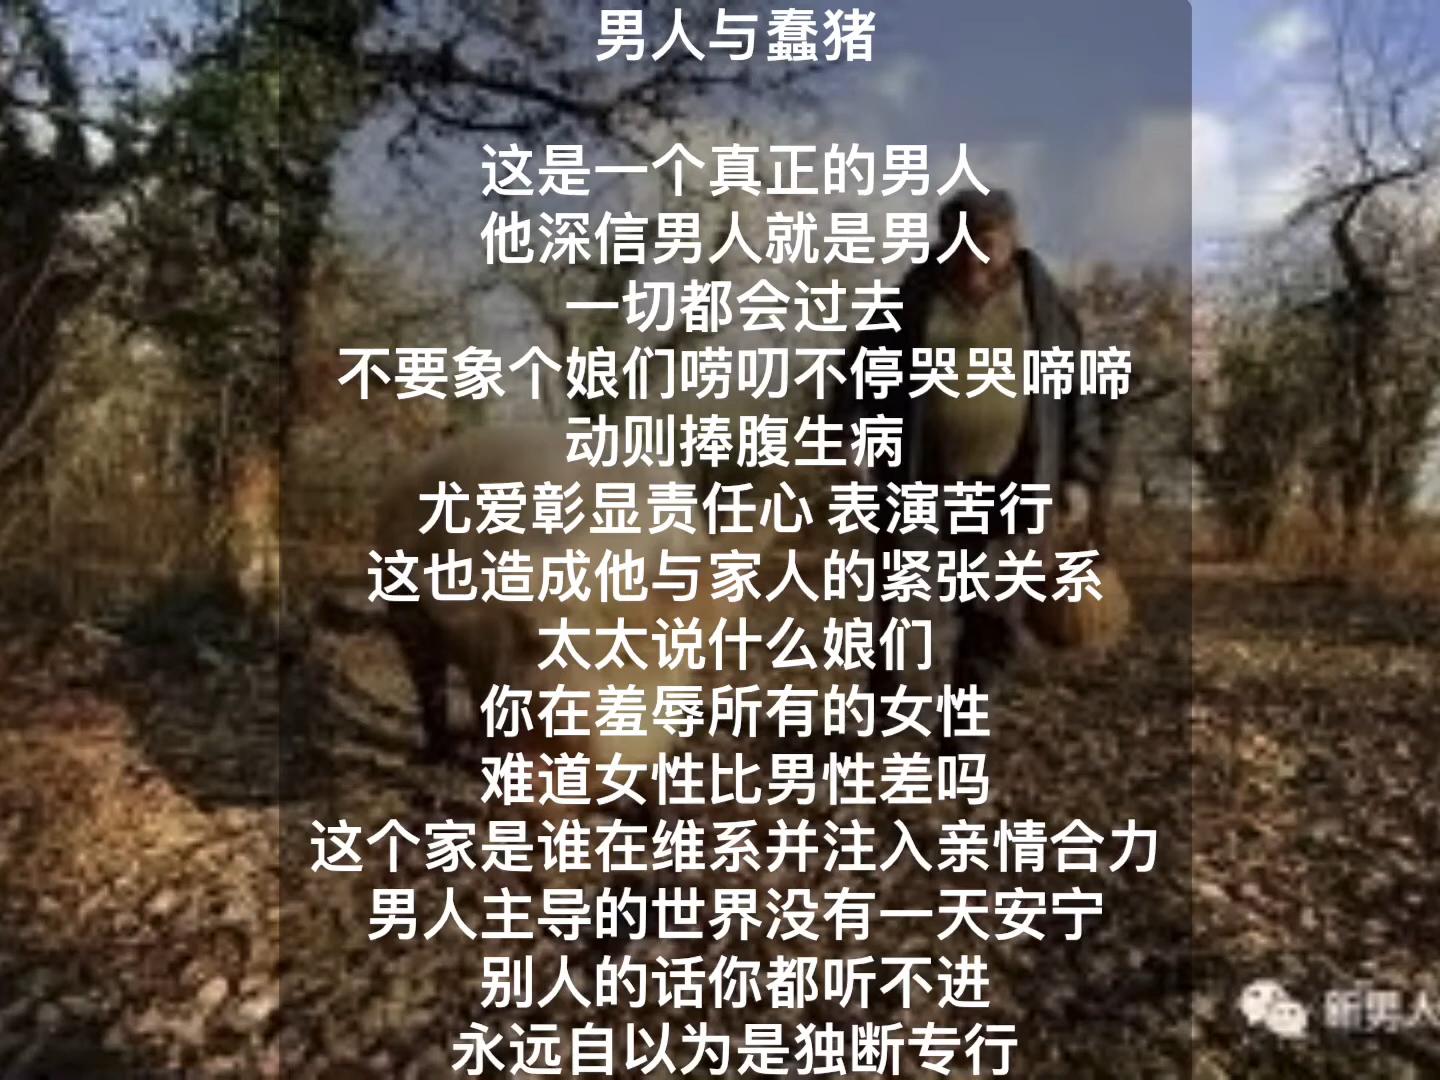 男人与蠢猪
这是一个真正的男人
他深信男人就是男人
一切都会过去
不要象个娘们唠叨不停哭哭啼啼
动则捧腹生病
尤爱彰显责任心 表演苦行
这也造成他与家人的紧张关系
太太说什么娘们
你在羞辱所有的女性
难道女性比男性差吗
这个家是谁在维系并注入亲情合力
男人主导的世界没有一天安宁
别人的话你都听不进
永远自以为是独断专行
新男人